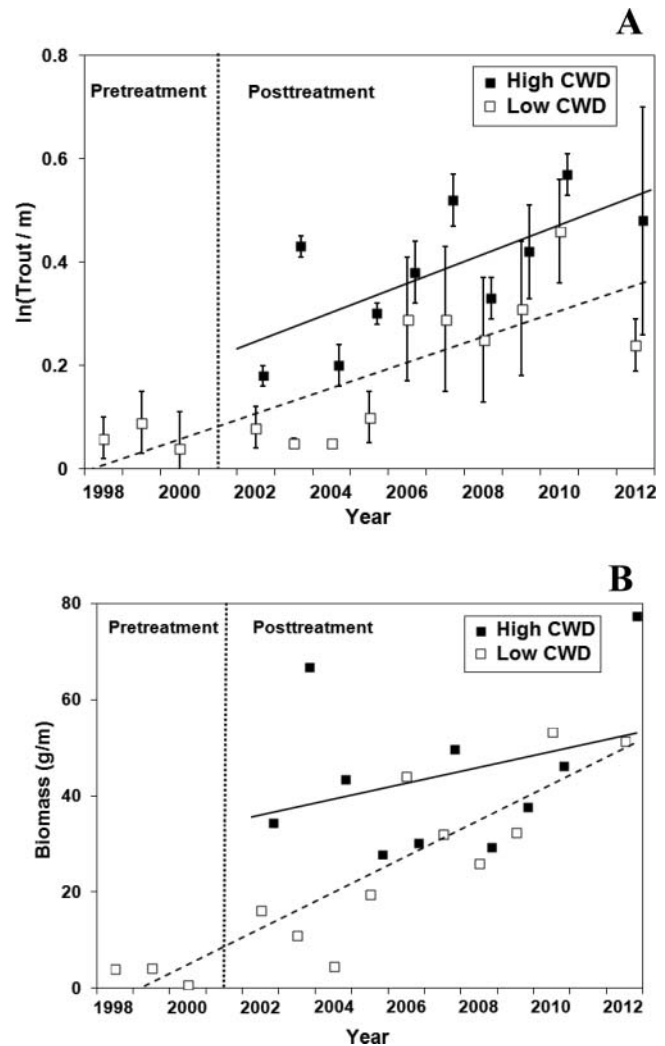 A
0.8
Pretreatment
Posttreatment
High CWD
Low CWD
0.6
ln(Trout / m)
0.4
0.2
0
1998 2000 2002 2004 2006 2008 2010 2012
Year
B
80
Pretreatment
Posttreatment
High CWD
Low CWD
60
Biomass (g/m)
40
20
0
1998 2000 2002 2004 2006 2008 2010 2012
Year